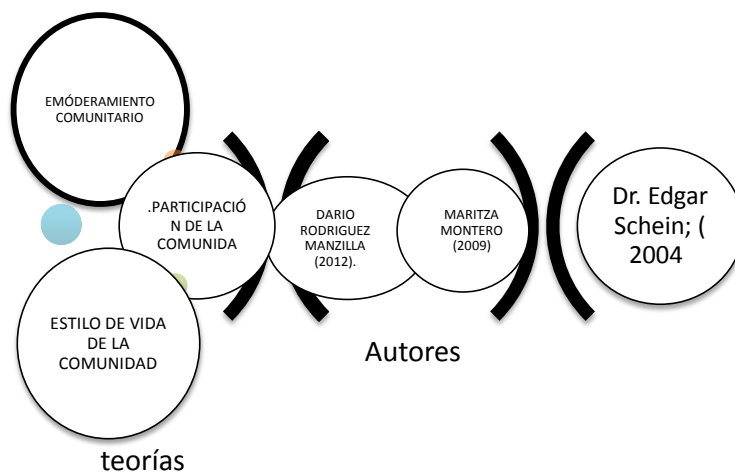 EMÓDERAMIENTO
COMUNITARIO
.PARTICIPACIÓ
N DE LA
COMUNIDA
ESTILO DE VIDA
DE LA
COMUNIDAD
teorías
DARIO
RODRIGUEZ
MANZILLA
(2012).
MARITZA
MONTERO
(2009)
Autores
Dr. Edgar
Schein; (
2004